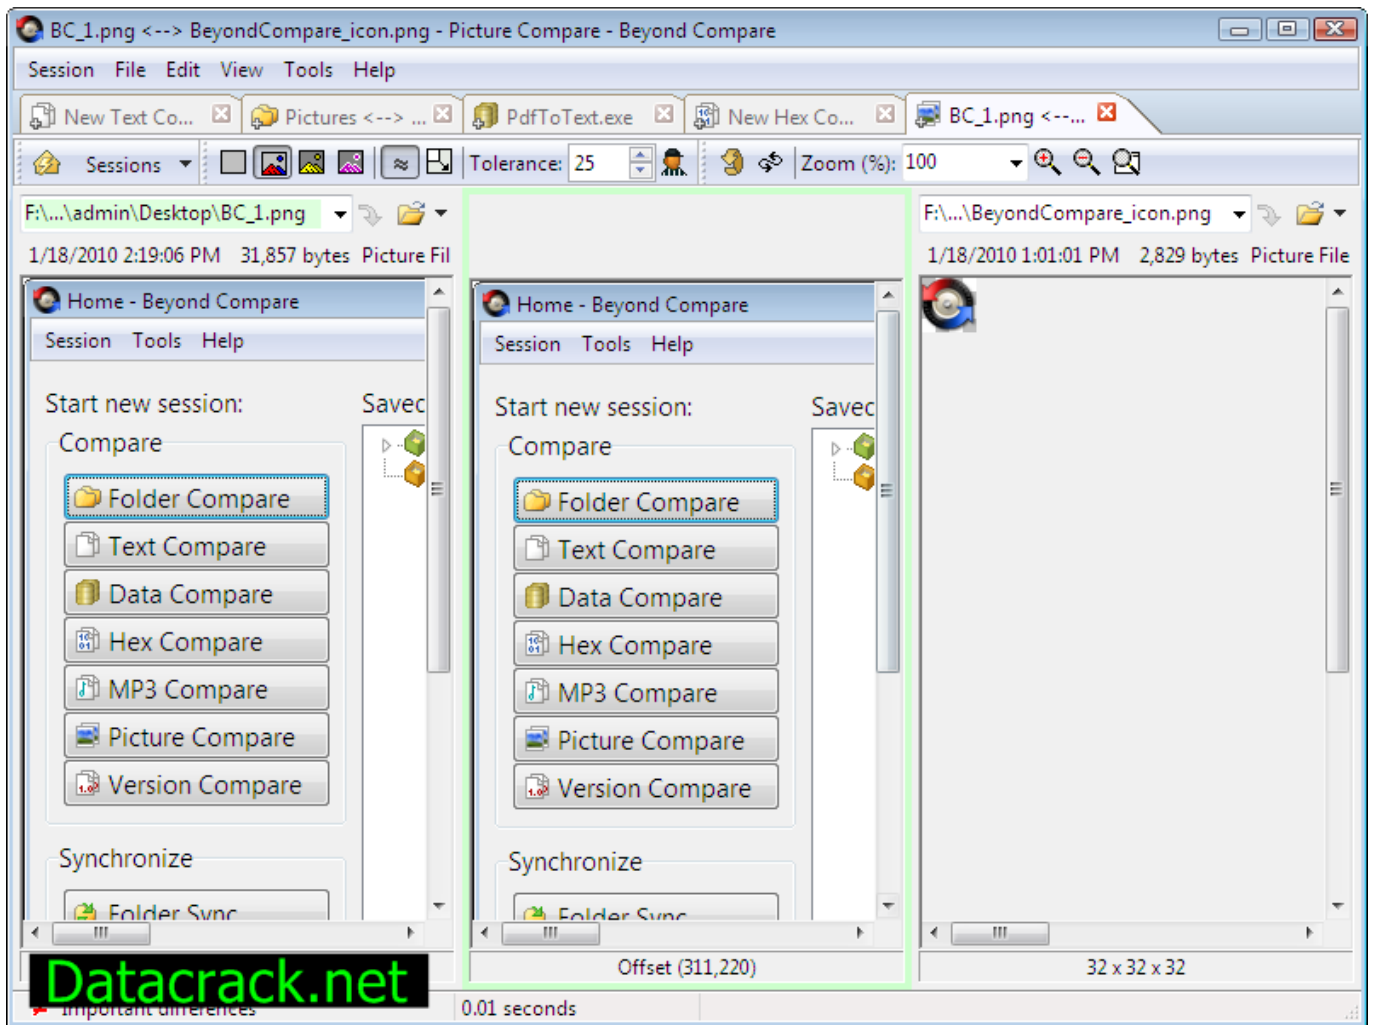 BC_1.png <--> BeyondCompare_icon.png - Picture Compare - Beyond Compare
Session File Edit View Tools Help
New Text Co... Pictures <--> ... PdfToText.exe New Hex Co... BC_1.png <--...
Sessions Tolerance: 25 Zoom (%): 100
F:\...\admin\Desktop\BC_1.png F:\...\BeyondCompare_icon.png
1/18/2010 2:19:06 PM 31,857 bytes Picture Fil 1/18/2010 1:01:01 PM 2,829 bytes Picture File
Home - Beyond Compare
Session Tools Help
Start new session: Savec
Compare
Folder Compare
Text Compare
Data Compare
Hex Compare
MP3 Compare
Picture Compare
Version Compare
Synchronize
Folder Sync
Home - Beyond Compare
Session Tools Help
Start new session: Savec
Compare
Folder Compare
Text Compare
Data Compare
Hex Compare
MP3 Compare
Picture Compare
Version Compare
Synchronize
Folder Sync
Offset (311,220) 32 x 32 x 32
Datacrack.net
Important differences 0.01 seconds